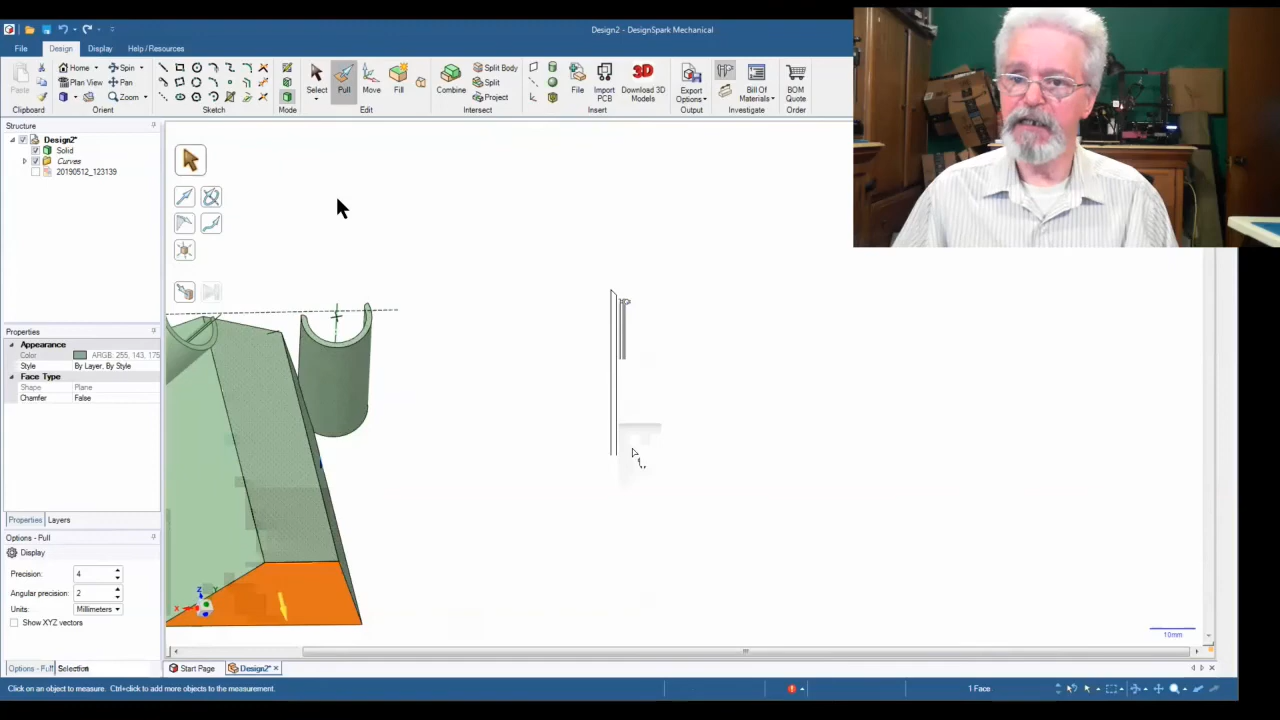 Design2 - DesignSpark Mechanical
File Design Display Help/Resources
Paste
Home Spin
Plan View Pan
Zoom
Select Pull Move Fill
Combine
Split Body
Split
Project
File Import PCB Download 3D Models
Export Options
Bill Of Materials
BOM Quote
Clipboard Orient Sketch Mode Edit Intersect Insert Output Investigate Order
Structure
Design2*
Solid
Curves
20190512_123139
Properties
Appearance
Color ARGB: 255, 143, 175
Style By Layer, By Style
Face Type
Shape Plane
Chamfer False
Properties Layers
Options - Pull
Display
Precision: 4
Angular precision: 2
Units: Millimeters
Show XYZ vectors
Z
Y
X
10mm
Options - Pull Selection
Start Page Design2*
Click on an object to measure. Ctrl+click to add more objects to the measurement.
1 Face